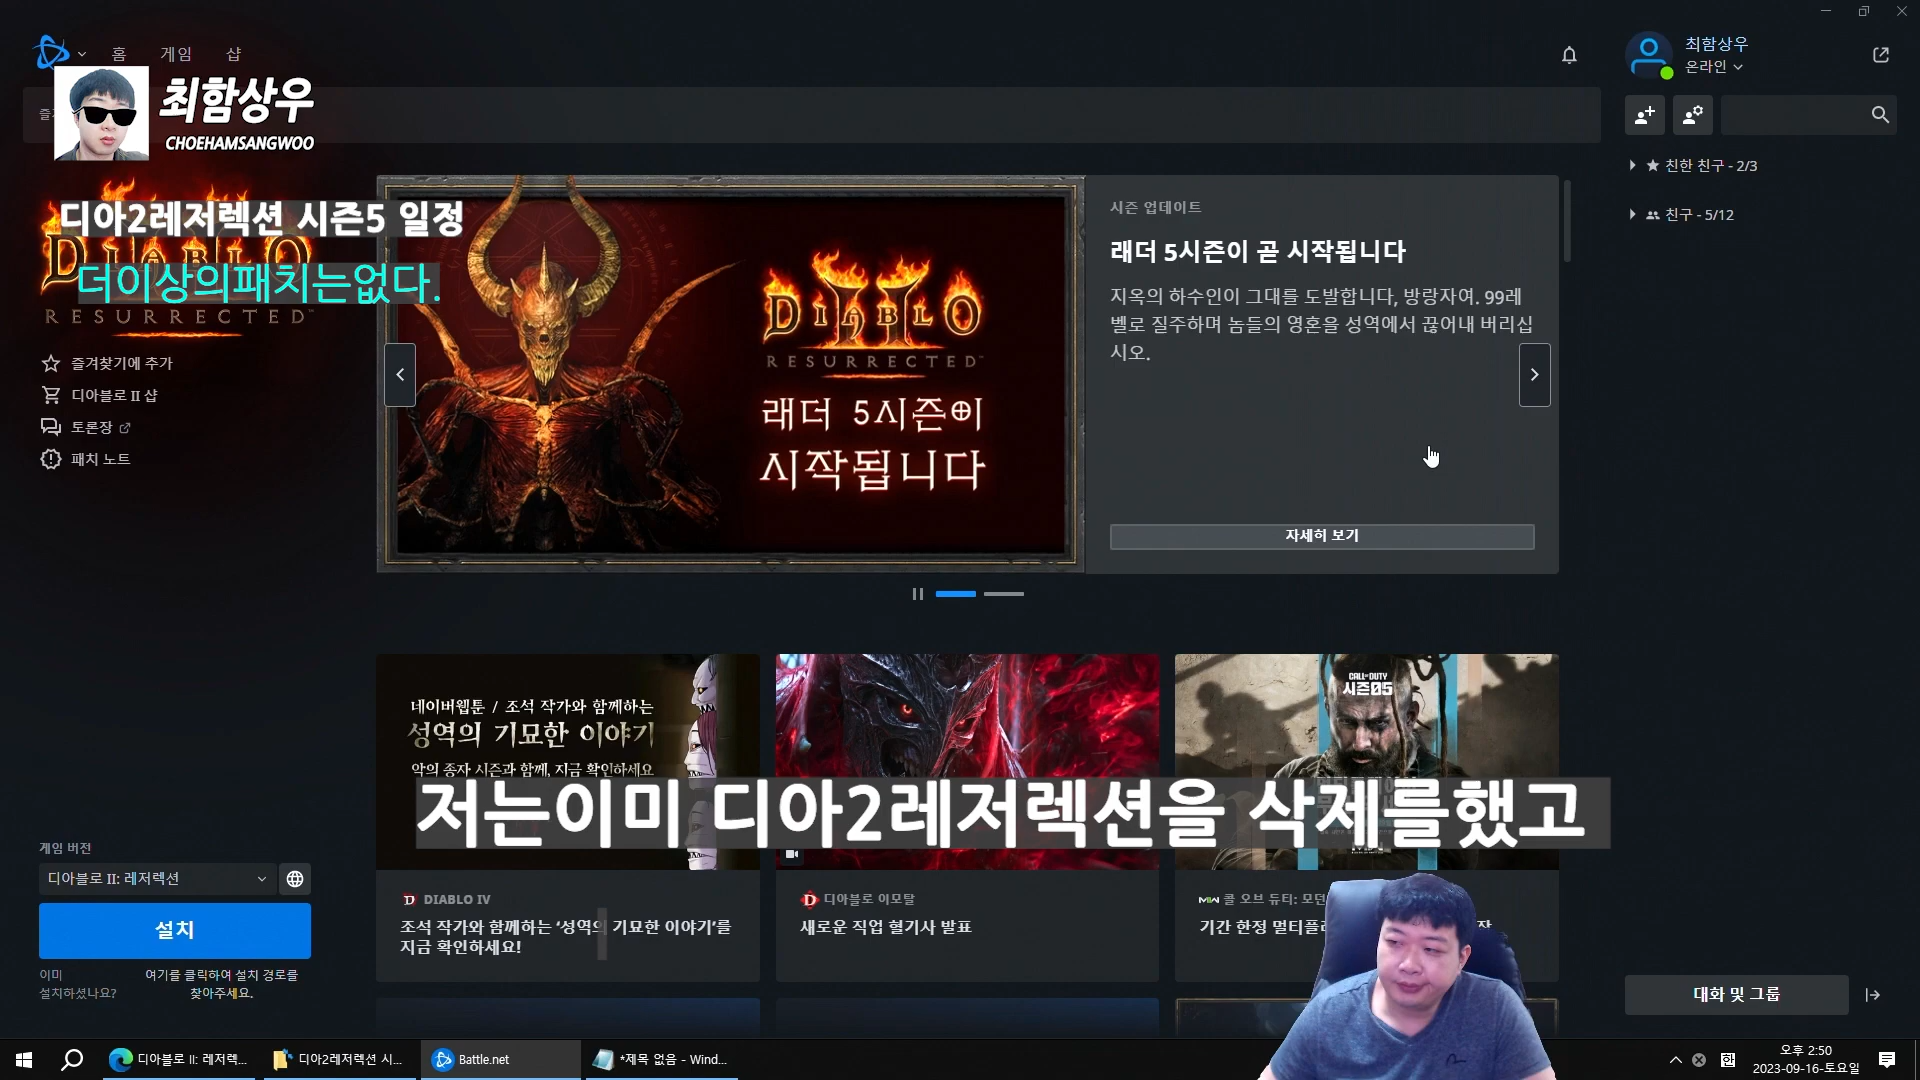 홈
게임
샵
최함상우
온라인
즐
최함상우
CHOEHAMSANGWOO
친한 친구 - 2/3
친구 - 5/12
디아2레저렉션 시즌5 일정
더이상의패치는없다.
DIABLO
RESURRECTED
즐겨찾기에 추가
디아블로 II 샵
토론장
패치 노트
DIABLO II
RESURRECTED
래더 5시즌이
시작됩니다
시즌 업데이트
래더 5시즌이 곧 시작됩니다
지옥의 하수인이 그대를 도발합니다, 방랑자여. 99레
벨로 질주하며 놈들의 영혼을 성역에서 끊어내 버리십
시오.
자세히 보기
네이버웹툰 / 조석 작가와 함께하는
성역의 기묘한 이야기
악의 종자 시즌과 함께, 지금 확인하세요
CALL OF DUTY
시즌05
저는이미 디아2레저렉션을 삭제를했고
DIABLO IV
조석 작가와 함께하는 ‘성역의 기묘한 이야기’를
지금 확인하세요!
디아블로 이모탈
새로운 직업 혈기사 발표
MWII 콜 오브 듀티: 모던
기간 한정 멀티플
게임 버전
디아블로 II: 레저렉션
설치
이미
설치하셨나요?
여기를 클릭하여 설치 경로를
찾아주세요.
대화 및 그룹
디아블로 II: 레저렉...
디아2레저렉션 시...
Battle.net
*제목 없음 - Wind...
한
오후 2:50
2023-09-16-토요일